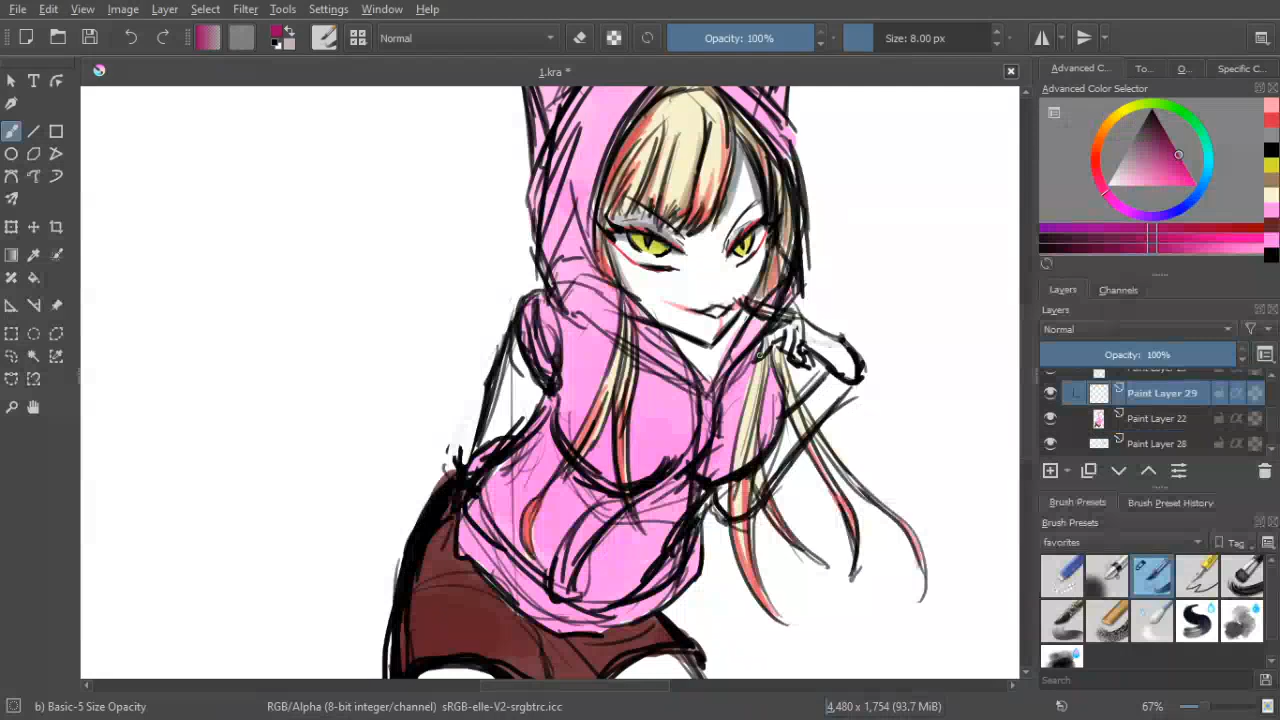 File Edit View Image Layer Select Filter Tools Settings Window Help
Normal Opacity: 100% Size: 8.00 px
1.kra *
Advanced C... To... O... Specific C...
Advanced Color Selector
Layers Channels
Layers
Normal
Opacity: 100%
Paint Layer 29
Paint Layer 22
Paint Layer 28
Brush Presets Brush Preset History
Brush Presets
favorites Tag
Search
b) Basic-5 Size Opacity RGB/Alpha (8-bit integer/channel) sRGB-elle-V2-srgbtrc.icc 4,480 x 1,754 (93.7 MiB) 67%